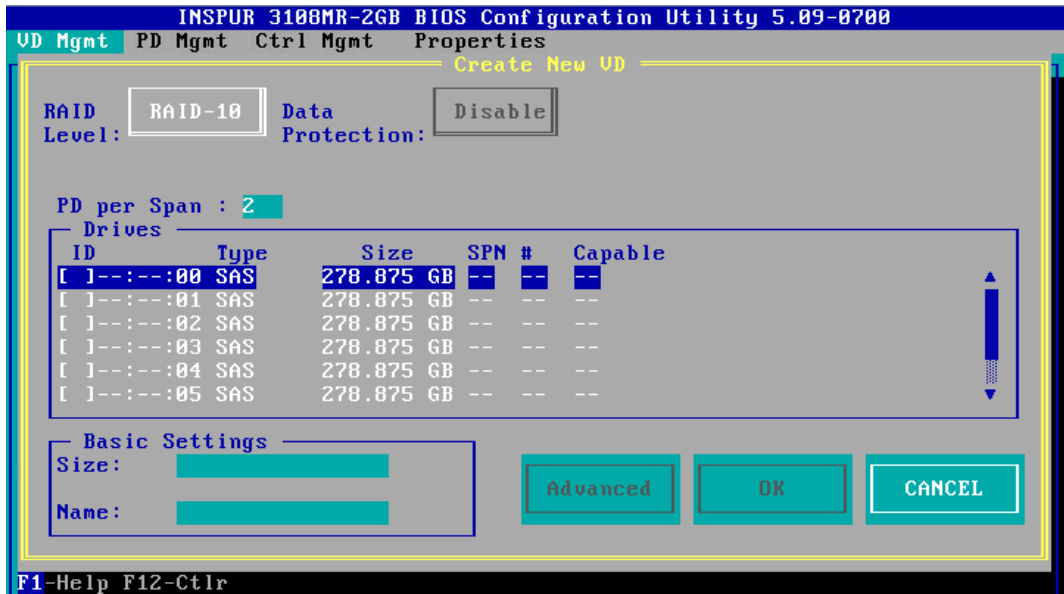 INSPUR 3108MR-2GB BIOS Configuration Utility 5.09-0700
VD Mgmt PD Mgmt Ctrl Mgmt Properties
Create New VD
RAID Level: RAID-10 Data Protection: Disable
PD per Span : 2
Drives
ID Type Size SPN # Capable
[ ]--:--:00 SAS 278.875 GB -- -- --
[ ]--:--:01 SAS 278.875 GB -- -- --
[ ]--:--:02 SAS 278.875 GB -- -- --
[ ]--:--:03 SAS 278.875 GB -- -- --
[ ]--:--:04 SAS 278.875 GB -- -- --
[ ]--:--:05 SAS 278.875 GB -- -- --
Basic Settings
Size:
Name:
Advanced OK CANCEL
F1-Help F12-Ctlr